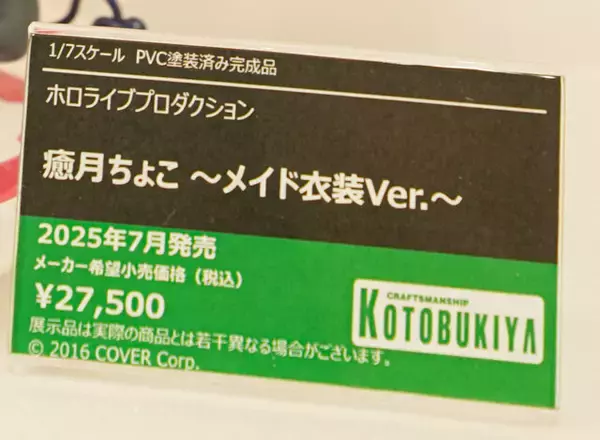 1/7スケール PVC塗装済み完成品
ホロライブプロダクション
癒月ちょこ ～メイド衣装Ver.～
2025年7月発売
メーカー希望小売価格（税込）
¥27,500
展示品は実際の商品とは若干異なる場合がございます。
© 2016 COVER Corp.
CRAFTSMANSHIP
KOTOBUKIYA